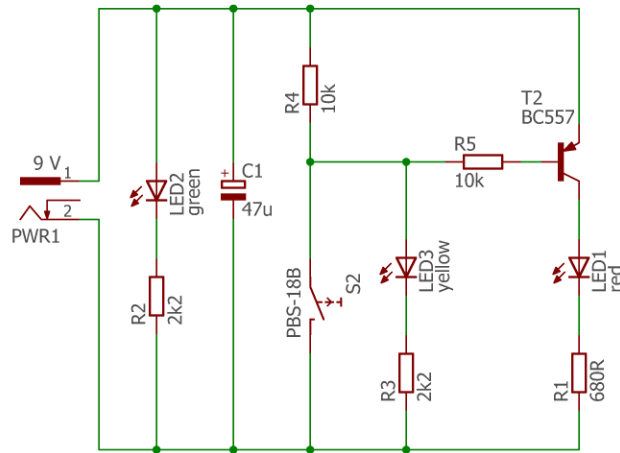 9 V
1
2
PWR1
LED2
green
R2
2k2
+
C1
47u
R4
10k
PBS-18B
S2
LED3
yellow
R3
2k2
R5
10k
T2
BC557
LED1
red
R1
680R